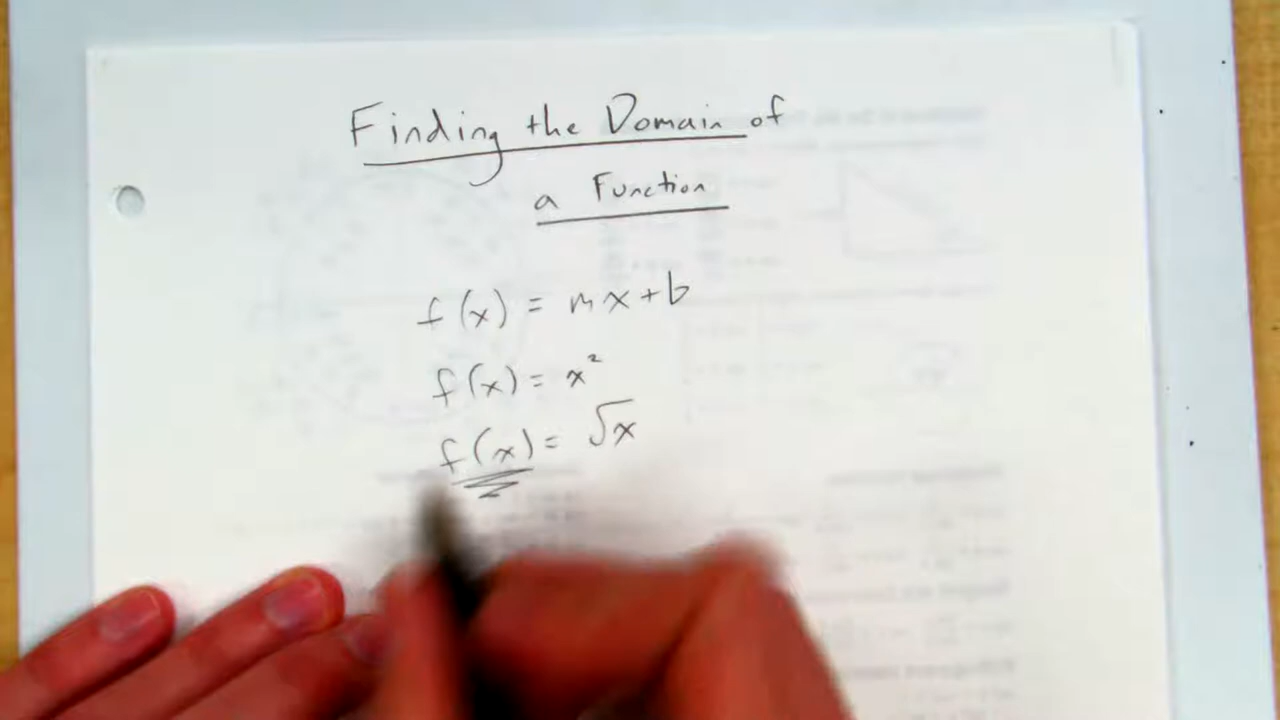 Finding the Domain of
a Function
f(x) = mx+b
f(x) = x²
f(x) = √x